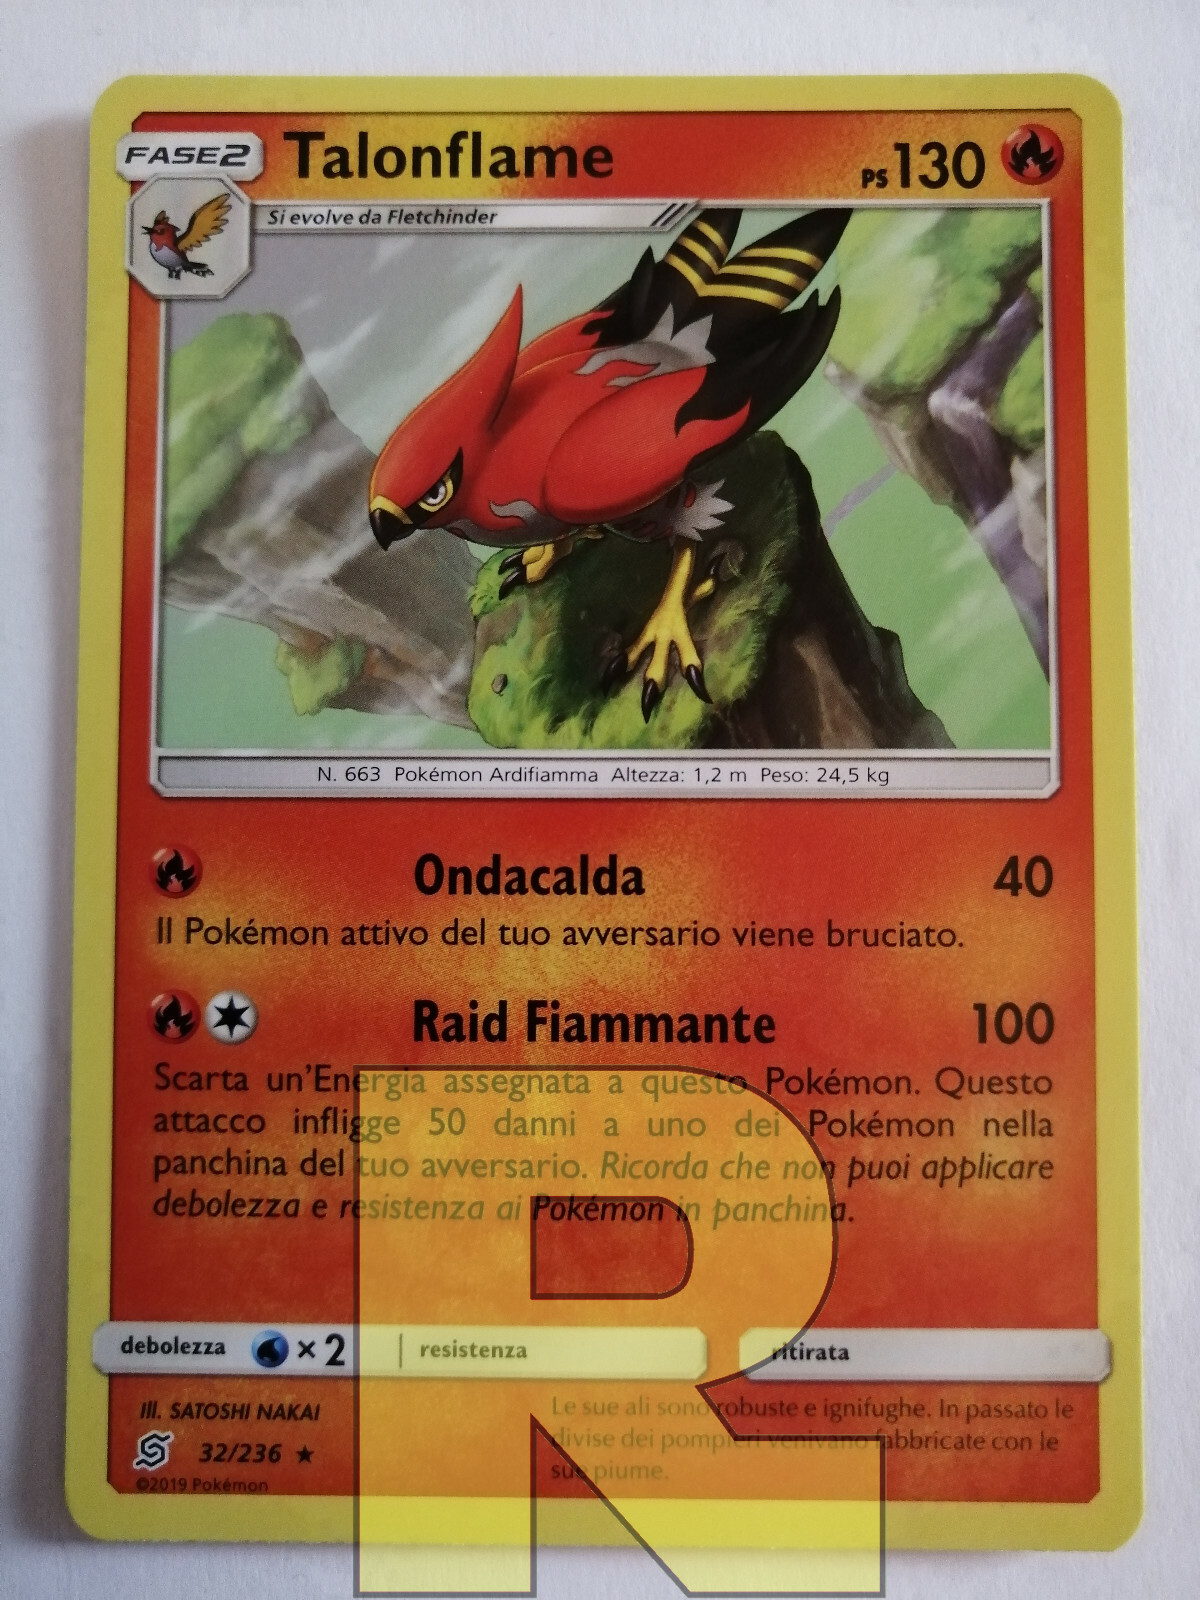 FASE2 Talonflame PS 130
Si evolve da Fletchinder
N. 663 Pokémon Ardifiamma Altezza: 1,2 m Peso: 24,5 kg
Ondacalda 40
Il Pokémon attivo del tuo avversario viene bruciato.
Raid Fiammante 100
Scarta un'Energia assegnata a questo Pokémon. Questo
attacco infligge 50 danni a uno dei Pokémon nella
panchina del tuo avversario. Ricorda che non puoi applicare
debolezza e resistenza ai Pokémon in panchina.
debolezza × 2 resistenza ritirata
Ill. SATOSHI NAKAI
Le sue ali sono robuste e ignifughe. In passato le
divise dei pompieri venivano fabbricate con le
sue piume.
32/236 ★
©2019 Pokémon
R